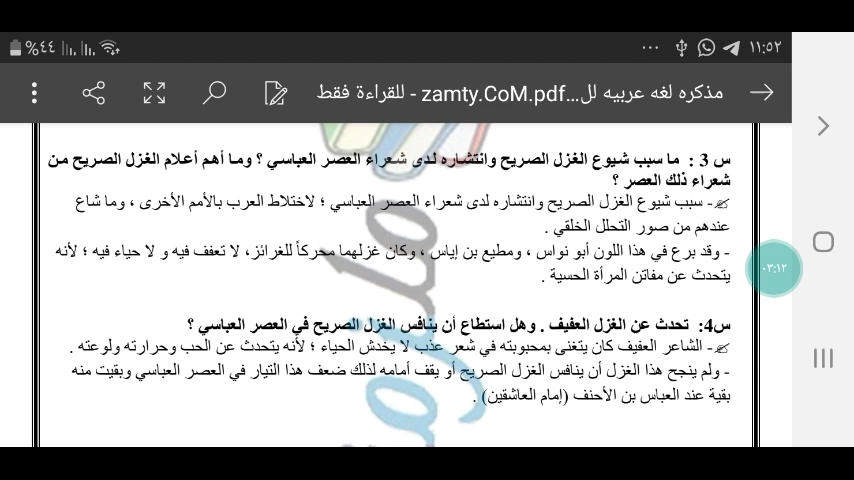 %٤٤ ··· ١١:٥٢
مذكره لغه عربيه لل...zamty.CoM.pdf - للقراءة فقط
س 3 : ما سبب شيوع الغزل الصريح وانتشاره لدى شعراء العصر العباسي ؟ وما أهم أعلام الغزل الصريح من
شعراء ذلك العصر ؟
- سبب شيوع الغزل الصريح وانتشاره لدى شعراء العصر العباسي ؛ لاختلاط العرب بالأمم الأخرى ، وما شاع
عندهم من صور التحلل الخلقي .
- وقد برع في هذا اللون أبو نواس ، ومطيع بن إياس ، وكان غزلهما محركاً للغرائز، لا تعفف فيه و لا حياء فيه ؛ لأنه
يتحدث عن مفاتن المرأة الحسية .
٠٣:١٢
س4: تحدث عن الغزل العفيف . وهل استطاع أن ينافس الغزل الصريح في العصر العباسي ؟
- الشاعر العفيف كان يتغنى بمحبوبته في شعر عذب لا يخدش الحياء ؛ لأنه يتحدث عن الحب وحرارته ولوعته .
- ولم ينجح هذا الغزل أن ينافس الغزل الصريح أو يقف أمامه لذلك ضعف هذا التيار في العصر العباسي وبقيت منه
بقية عند العباس بن الأحنف (إمام العاشقين) .